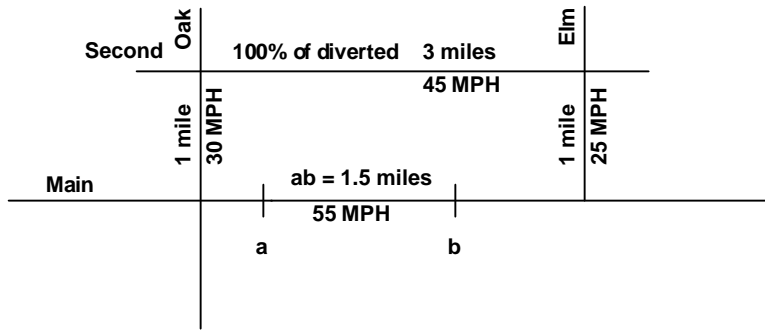 Oak
Elm
Second
100% of diverted 3 miles
45 MPH
1 mile
30 MPH
1 mile
25 MPH
Main
ab = 1.5 miles
55 MPH
a
b